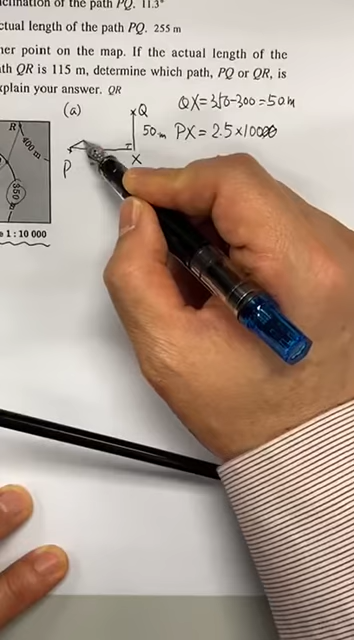 clination of the path PQ. 11.3°
ctual length of the path PQ. 255 m
her point on the map. If the actual length of the
th QR is 115 m, determine which path, PQ or QR, is
xplain your answer. QR
(a)
Q
QX=350-300=50m
50m
PX=2.5×10000
P
X
R
400 m
350
e 1 : 10 000